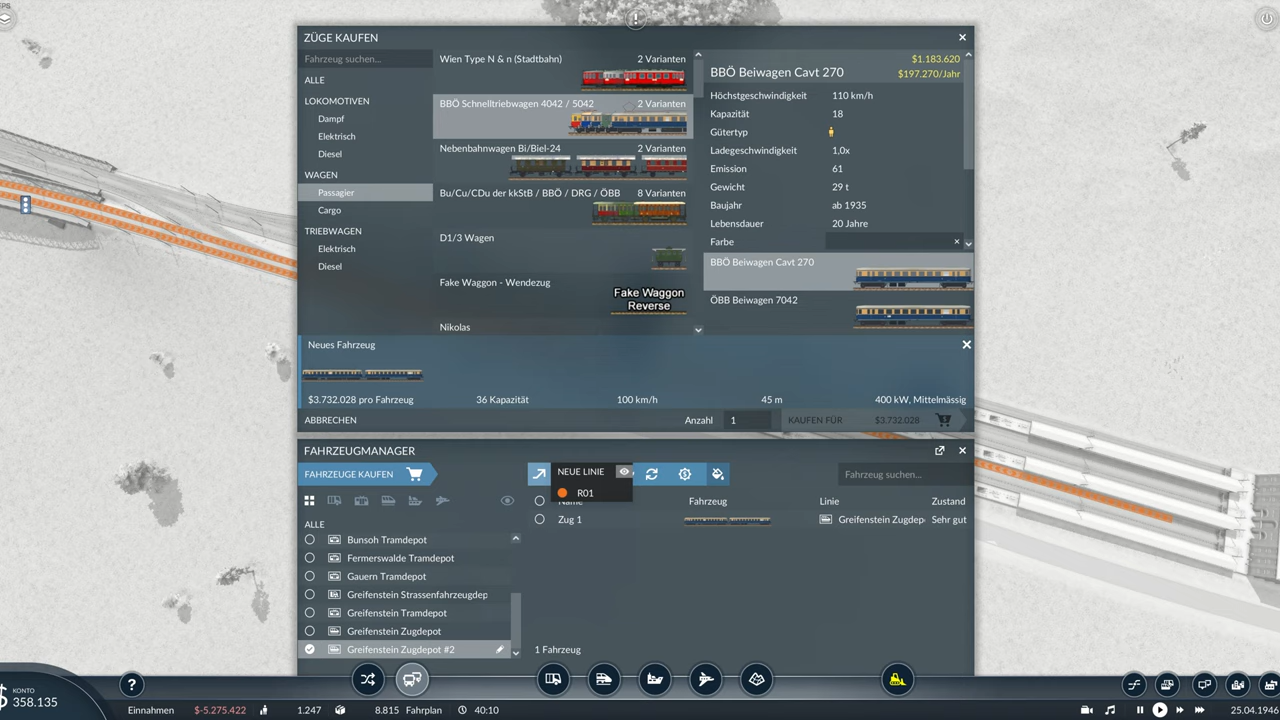 ZÜGE KAUFEN
Fahrzeug suchen...
ALLE
LOKOMOTIVEN
Dampf
Elektrisch
Diesel
WAGEN
Passagier
Cargo
TRIEBWAGEN
Elektrisch
Diesel
Wien Type N & n (Stadtbahn) 2 Varianten
BBÖ Schnelltriebwagen 4042 / 5042 2 Varianten
Nebenbahnwagen Bi/Biel-24 2 Varianten
Bu/Cu/CDu der kkStB / BBÖ / DRG / ÖBB 8 Varianten
D1/3 Wagen
Fake Waggon - Wendezug
Fake Waggon
Reverse
Nikolas
$1.183.620
BBÖ Beiwagen Cavt 270 $197.270/Jahr
Höchstgeschwindigkeit 110 km/h
Kapazität 18
Gütertyp
Ladegeschwindigkeit 1,0x
Emission 61
Gewicht 29 t
Baujahr ab 1935
Lebensdauer 20 Jahre
Farbe
BBÖ Beiwagen Cavt 270
ÖBB Beiwagen 7042
Neues Fahrzeug
$3.732.028 pro Fahrzeug 36 Kapazität 100 km/h 45 m 400 kW, Mittelmässig
ABBRECHEN Anzahl 1 KAUFEN FÜR $3.732.028
FAHRZEUGMANAGER
FAHRZEUGE KAUFEN
NEUE LINIE
R01
Fahrzeug suchen...
Name Fahrzeug Linie Zustand
Zug 1 Greifenstein Zugdep Sehr gut
ALLE
Bunsoh Tramdepot
Fermerswalde Tramdepot
Gauern Tramdepot
Greifenstein Strassenfahrzeugdep
Greifenstein Tramdepot
Greifenstein Zugdepot
Greifenstein Zugdepot #2
1 Fahrzeug
KONTO
358.135
Einnahmen $-5.275.422 1.247 8.815 Fahrplan 40:10 25.04.1946